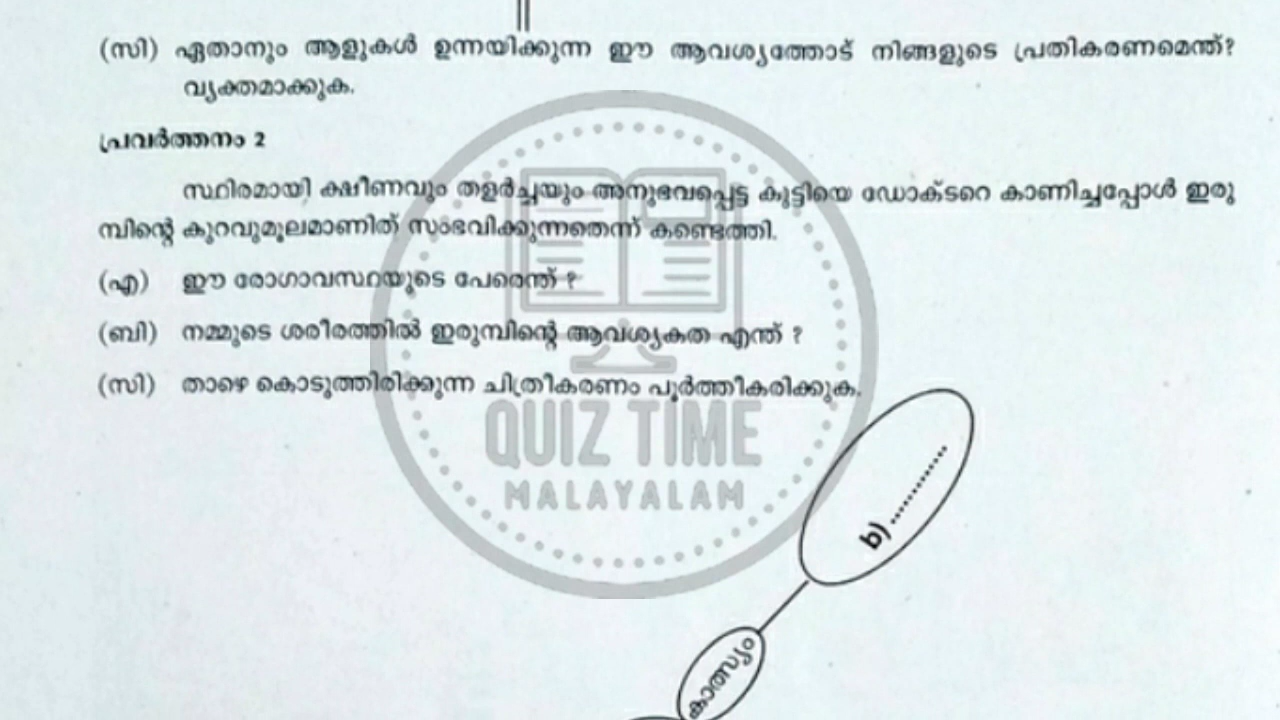 (സി) ഏതാനും ആളുകൾ ഉന്നയിക്കുന്ന ഈ ആവശ്യത്തോട് നിങ്ങളുടെ പ്രതികരണമെന്ത്?
വ്യക്തമാക്കുക.
പ്രവർത്തനം 2
സ്ഥിരമായി ക്ഷീണവും തളർച്ചയും അനുഭവപ്പെട്ട കുട്ടിയെ ഡോക്ടറെ കാണിച്ചപ്പോൾ ഇരു
മ്പിന്റെ കുറവുമൂലമാണിത് സംഭവിക്കുന്നതെന്ന് കണ്ടെത്തി.
(എ) ഈ രോഗാവസ്ഥയുടെ പേരെന്ത് ?
(ബി) നമ്മുടെ ശരീരത്തിൽ ഇരുമ്പിന്റെ ആവശ്യകത എന്ത് ?
(സി) താഴെ കൊടുത്തിരിക്കുന്ന ചിത്രീകരണം പൂർത്തീകരിക്കുക.
QUIZ TIME
MALAYALAM
b) ............
കാത്സ്യം